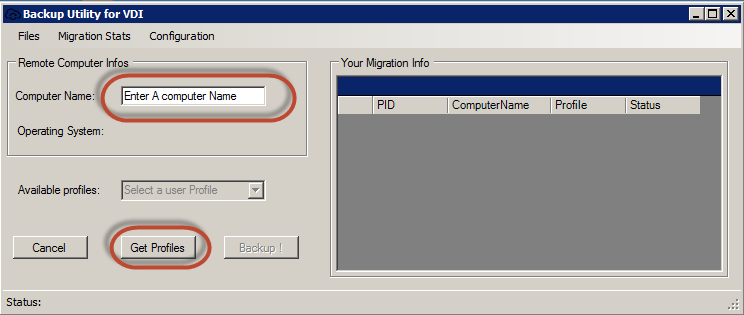 Backup Utility for VDI
Files Migration Stats Configuration
Remote Computer Infos
Computer Name: Enter A computer Name
Operating System:
Available profiles: Select a user Profile
Cancel Get Profiles Backup !
Your Migration Info
PID ComputerName Profile Status
Status: